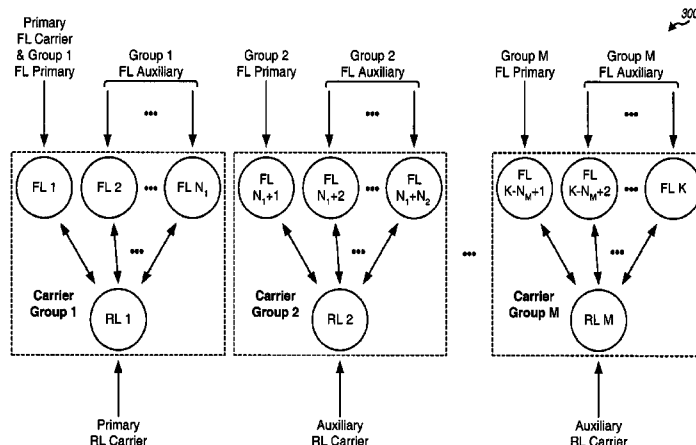 300
Primary
FL Carrier
& Group 1
FL Primary
Group 1
FL Auxiliary
Group 2
FL Primary
Group 2
FL Auxiliary
Group M
FL Primary
Group M
FL Auxiliary
FL 1
FL 2
FL N₁
FL
N₁+1
FL
N₁+2
FL
N₁+N₂
FL
K-N_M+1
FL
K-N_M+2
FL K
Carrier
Group 1
RL 1
Carrier
Group 2
RL 2
Carrier
Group M
RL M
Primary
RL Carrier
Auxiliary
RL Carrier
Auxiliary
RL Carrier